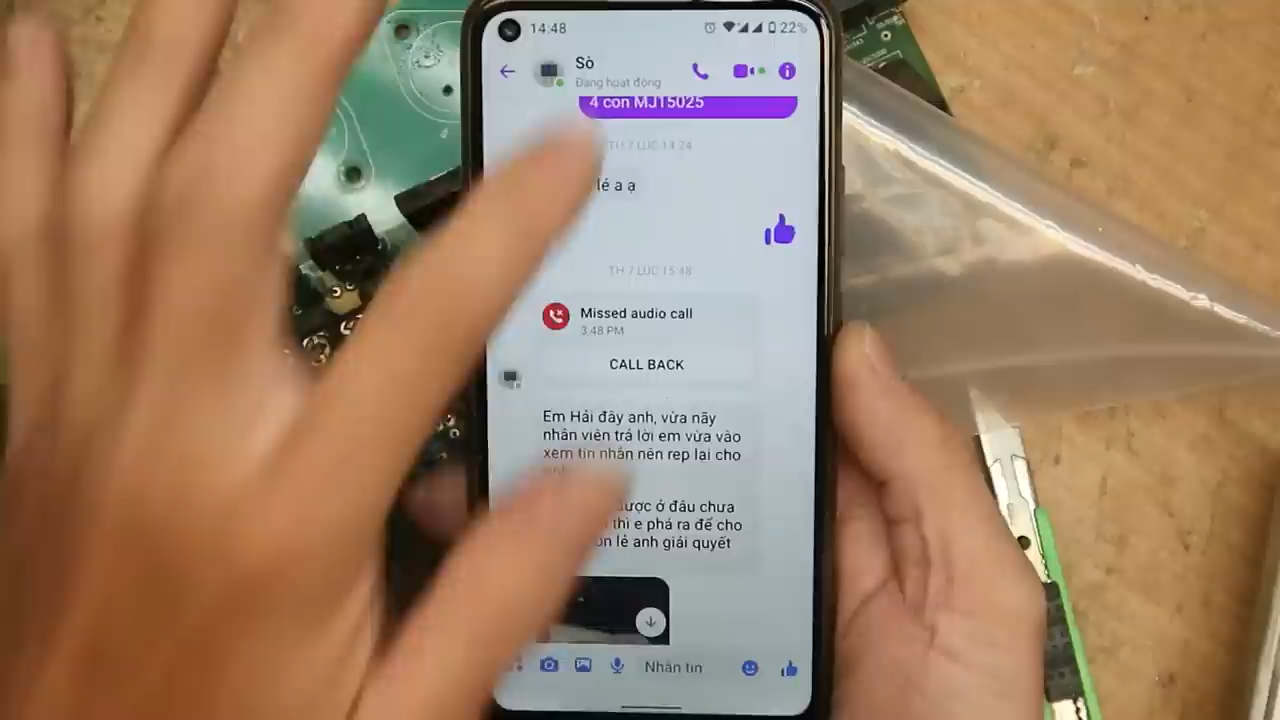 14:48
22%
Sò
Đang hoạt động
4 con MJ15025
TH 7 LÚC 14:24
lẻ a ạ
TH 7 LÚC 15:48
Missed audio call
3:48 PM
CALL BACK
Em Hải đây anh, vừa nãy
nhân viên trả lời em vừa vào
xem tin nhắn nên rep lại cho
được ở đâu chưa
thì e phá ra để cho
lẻ anh giải quyết
Nhắn tin